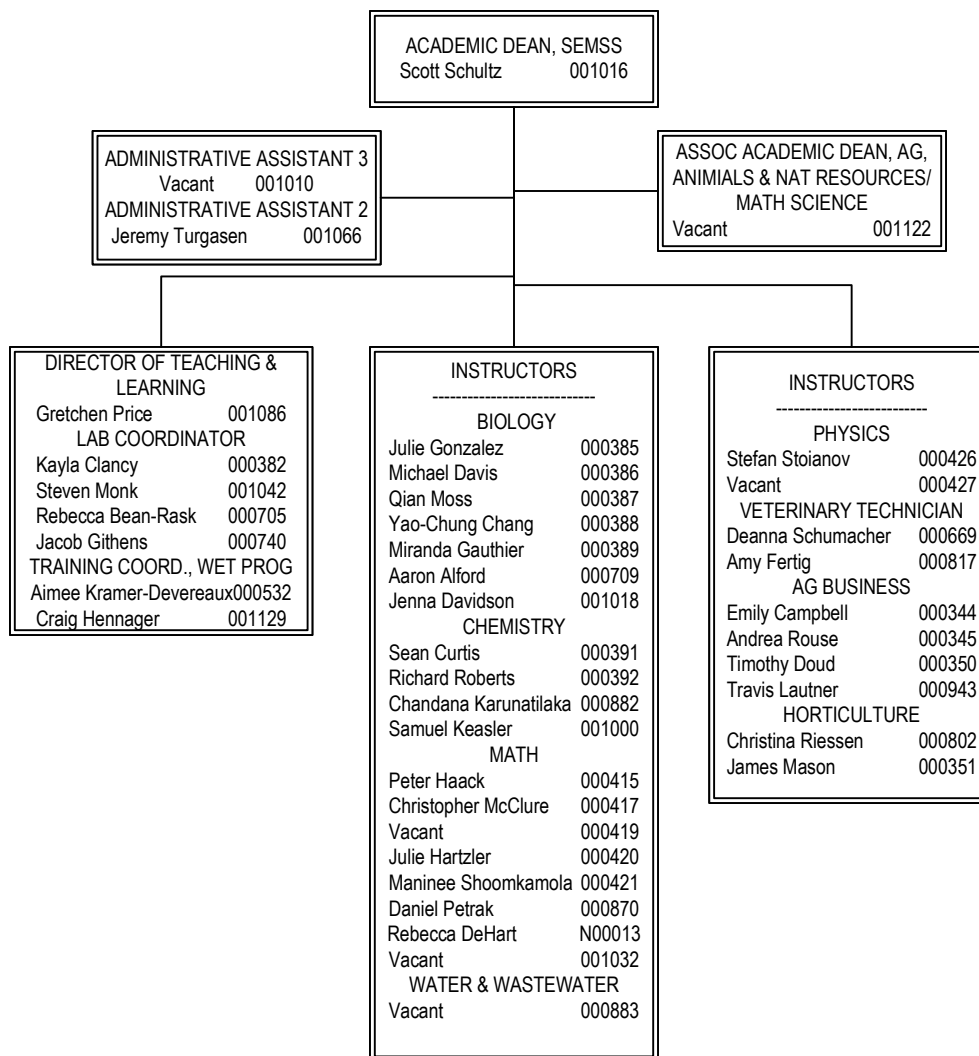 ACADEMIC DEAN, SEMSS
Scott Schultz 001016
ADMINISTRATIVE ASSISTANT 3
Vacant 001010
ADMINISTRATIVE ASSISTANT 2
Jeremy Turgasen 001066
ASSOC ACADEMIC DEAN, AG,
ANIMIALS & NAT RESOURCES/
MATH SCIENCE
Vacant 001122
DIRECTOR OF TEACHING &
LEARNING
Gretchen Price 001086
LAB COORDINATOR
Kayla Clancy 000382
Steven Monk 001042
Rebecca Bean-Rask 000705
Jacob Githens 000740
TRAINING COORD., WET PROG
Aimee Kramer-Devereaux000532
Craig Hennager 001129
INSTRUCTORS
----------------------------
BIOLOGY
Julie Gonzalez 000385
Michael Davis 000386
Qian Moss 000387
Yao-Chung Chang 000388
Miranda Gauthier 000389
Aaron Alford 000709
Jenna Davidson 001018
CHEMISTRY
Sean Curtis 000391
Richard Roberts 000392
Chandana Karunatilaka 000882
Samuel Keasler 001000
MATH
Peter Haack 000415
Christopher McClure 000417
Vacant 000419
Julie Hartzler 000420
Maninee Shoomkamola 000421
Daniel Petrak 000870
Rebecca DeHart N00013
Vacant 001032
WATER & WASTEWATER
Vacant 000883
INSTRUCTORS
--------------------------
PHYSICS
Stefan Stoianov 000426
Vacant 000427
VETERINARY TECHNICIAN
Deanna Schumacher 000669
Amy Fertig 000817
AG BUSINESS
Emily Campbell 000344
Andrea Rouse 000345
Timothy Doud 000350
Travis Lautner 000943
HORTICULTURE
Christina Riessen 000802
James Mason 000351